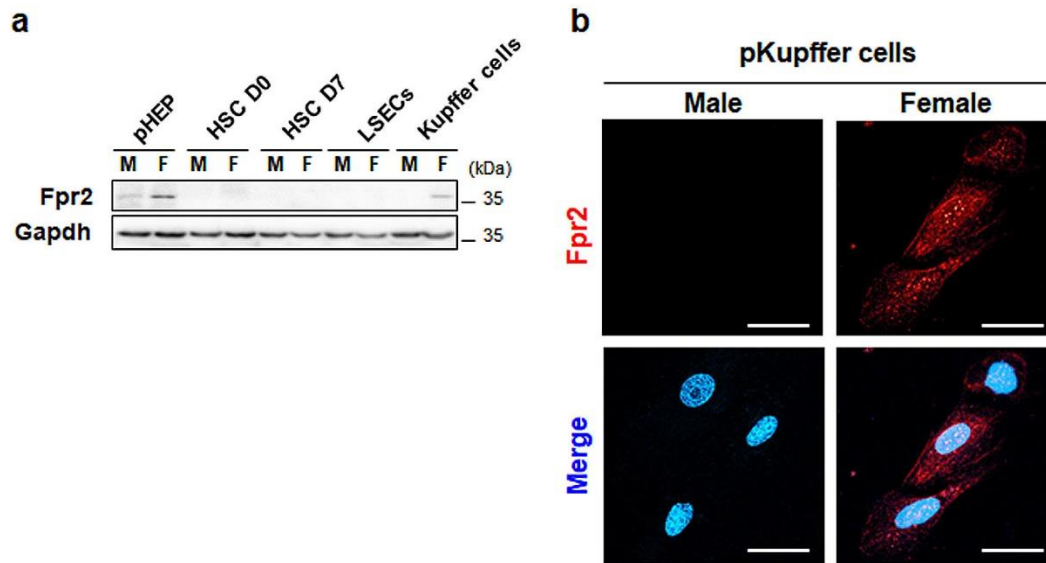 a
pHEP HSC D0 HSC D7 LSECs Kupffer cells
M F M F M F M F M F (kDa)
Fpr2 35
Gapdh 35
b
pKupffer cells
Male Female
Fpr2
Merge